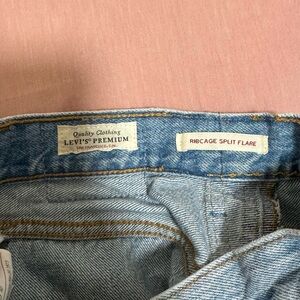 Quality Clothing
LEVI'S® PREMIUM
RIBCAGE SPLIT FLARE